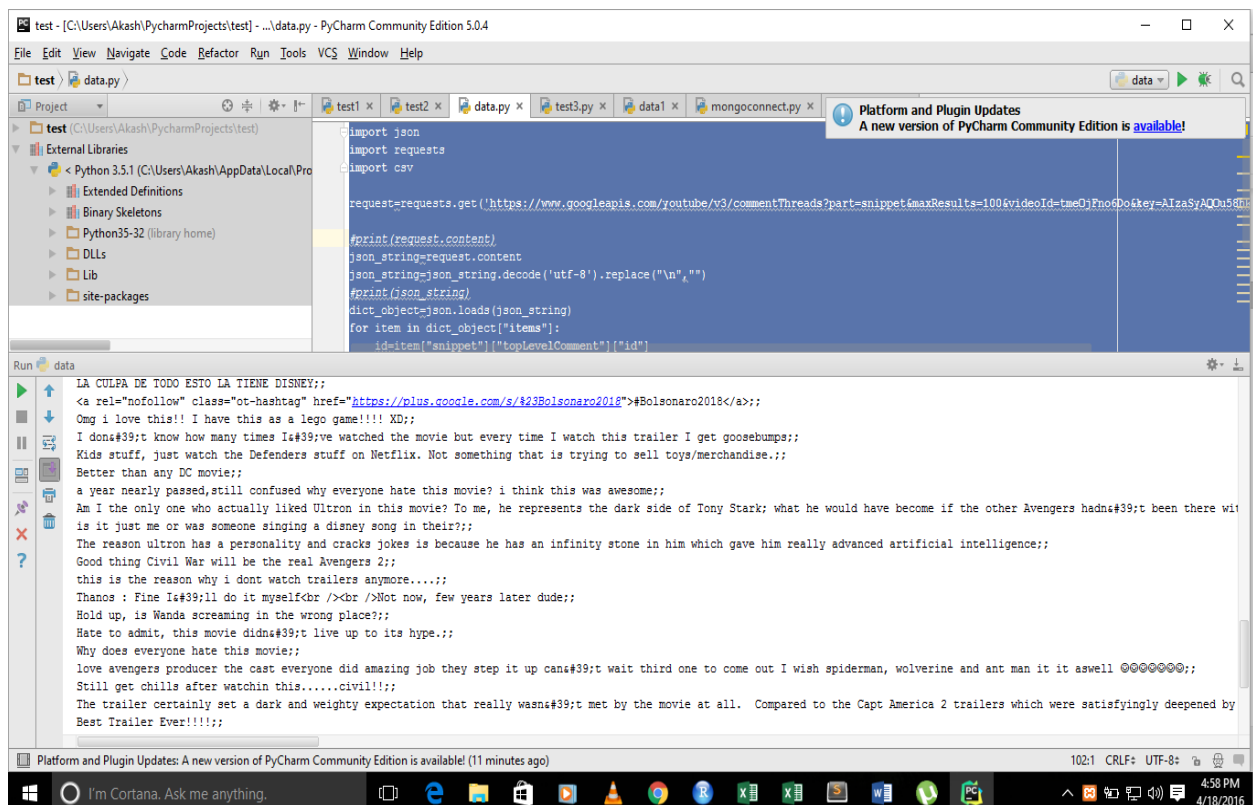 test - [C:\Users\Akash\PycharmProjects\test] - ...\data.py - PyCharm Community Edition 5.0.4
File Edit View Navigate Code Refactor Run Tools VCS Window Help
test data.py data
Project test1 test2 data.py test3.py data1 mongoconnect.py
Platform and Plugin Updates
A new version of PyCharm Community Edition is available!
test (C:\Users\Akash\PycharmProjects\test)
External Libraries
< Python 3.5.1 (C:\Users\Akash\AppData\Local\Pro
Extended Definitions
Binary Skeletons
Python35-32 (library home)
DLLs
Lib
site-packages
import json
import requests
import csv
request=requests.get('https://www.googleapis.com/youtube/v3/commentThreads?part=snippet&maxResults=100&videoId=tmeOjFno6Do&key=AIzaSyAQOu58
#print(request.content)
json_string=request.content
json_string=json_string.decode('utf-8').replace("\n","")
#print(json_string)
dict_object=json.loads(json_string)
for item in dict_object["items"]:
id=item["snippet"]["topLevelComment"]["id"]
Run data
LA CULPA DE TODO ESTO LA TIENE DISNEY;;
<a rel="nofollow" class="ot-hashtag" href="https://plus.google.com/s/%23Bolsonaro2018">#Bolsonaro2018</a>;;
Omg i love this!! I have this as a lego game!!!! XD;;
I don&#39;t know how many times I&#39;ve watched the movie but every time I watch this trailer I get goosebumps;;
Kids stuff, just watch the Defenders stuff on Netflix. Not something that is trying to sell toys/merchandise.;;
Better than any DC movie;;
a year nearly passed,still confused why everyone hate this movie? i think this was awesome;;
Am I the only one who actually liked Ultron in this movie? To me, he represents the dark side of Tony Stark; what he would have become if the other Avengers hadn&#39;t been there wit
is it just me or was someone singing a disney song in their?;;
The reason ultron has a personality and cracks jokes is because he has an infinity stone in him which gave him really advanced artificial intelligence;;
Good thing Civil War will be the real Avengers 2;;
this is the reason why i dont watch trailers anymore....;;
Thanos : Fine I&#39;ll do it myself<br /><br />Not now, few years later dude;;
Hold up, is Wanda screaming in the wrong place?;;
Hate to admit, this movie didn&#39;t live up to its hype.;;
Why does everyone hate this movie;;
love avengers producer the cast everyone did amazing job they step it up can&#39;t wait third one to come out I wish spiderman, wolverine and ant man it it aswell ☺☺☺☺☺☺☺;;
Still get chills after watchin this......civil!!;;
The trailer certainly set a dark and weighty expectation that really wasn&#39;t met by the movie at all. Compared to the Capt America 2 trailers which were satisfyingly deepened by
Best Trailer Ever!!!!;;
Platform and Plugin Updates: A new version of PyCharm Community Edition is available! (11 minutes ago) 102:1 CRLF UTF-8
I'm Cortana. Ask me anything.
4:58 PM
4/18/2016